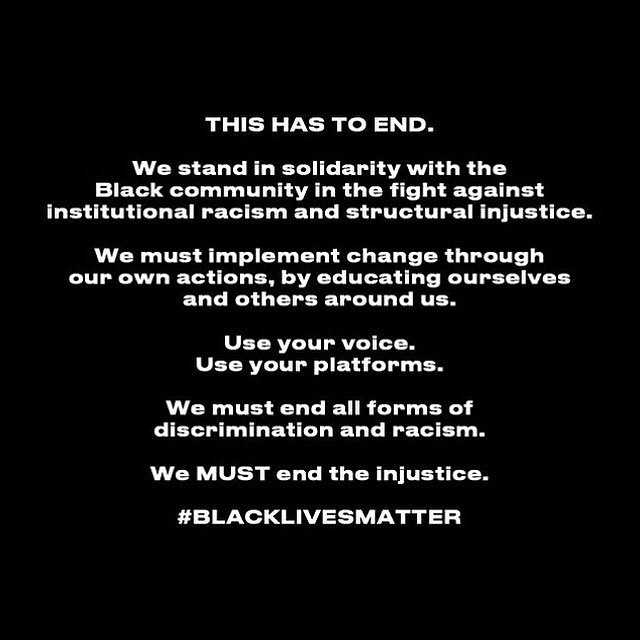 THIS HAS TO END.
We stand in solidarity with the
Black community in the fight against
institutional racism and structural injustice.
We must implement change through
our own actions, by educating ourselves
and others around us.
Use your voice.
Use your platforms.
We must end all forms of
discrimination and racism.
We MUST end the injustice.
#BLACKLIVESMATTER